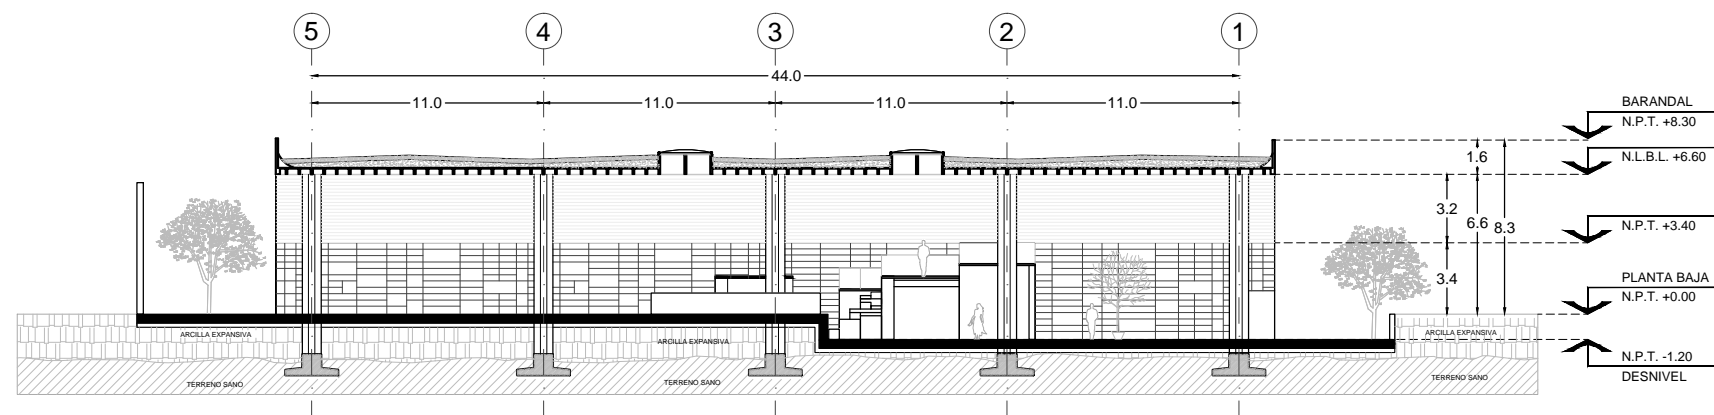 5 4 3 2 1
44.0
11.0 11.0 11.0 11.0
BARANDAL
N.P.T. +8.30
1.6
N.L.B.L. +6.60
3.2
6.6
8.3
N.P.T. +3.40
3.4
PLANTA BAJA
N.P.T. +0.00
ARCILLA EXPANSIVA
ARCILLA EXPANSIVA
ARCILLA EXPANSIVA
N.P.T. -1.20
DESNIVEL
TERRENO SANO
TERRENO SANO
TERRENO SANO